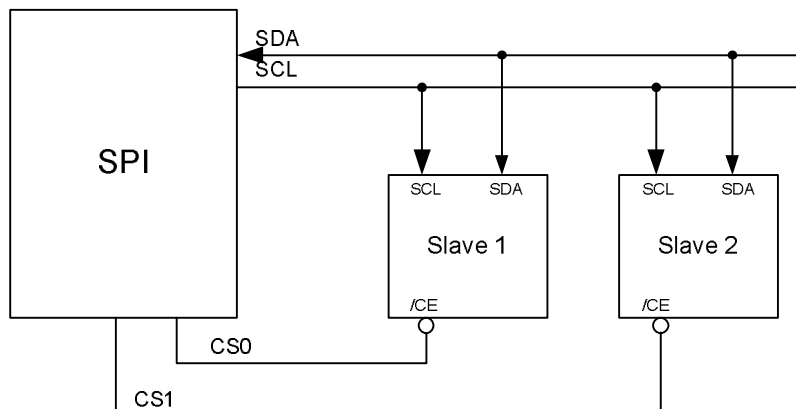 SDA
SCL
SPI
SCL SDA
SCL SDA
Slave 1
Slave 2
/CE
/CE
CS0
CS1